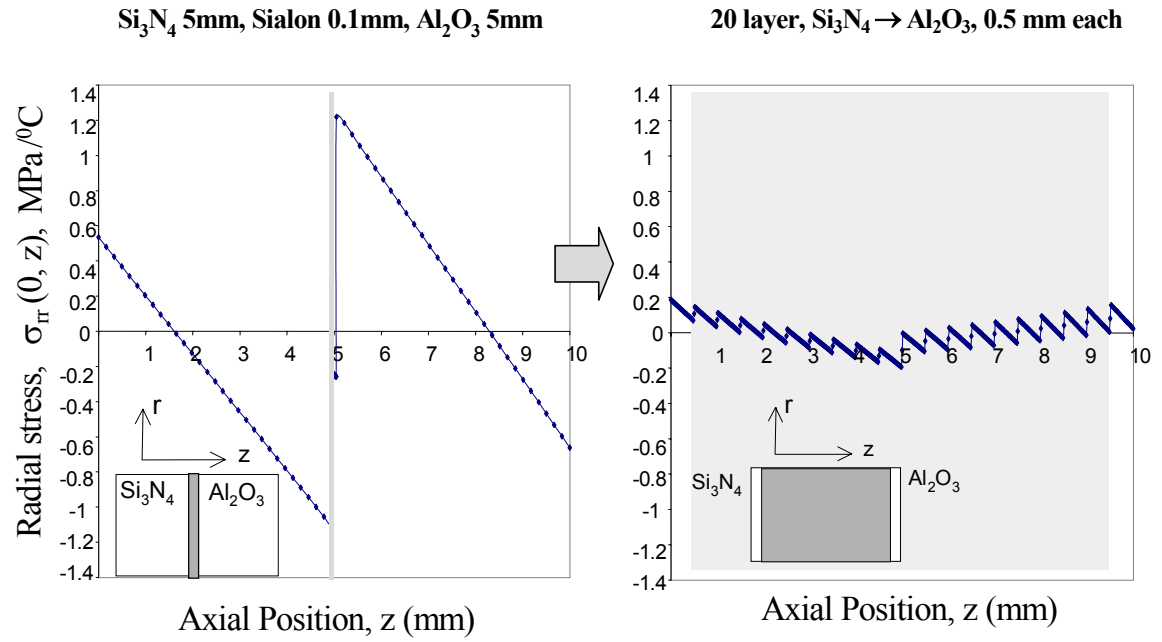 Si₃N₄ 5mm, Sialon 0.1mm, Al₂O₃ 5mm
Radial stress, σrr(0, z), MPa/⁰C
1.4
1.2
1
0.8
0.6
0.4
0.2
0
-0.2
-0.4
-0.6
-0.8
-1
-1.2
-1.4
1 2 3 4 5 6 7 8 9 10
r
z
Si₃N₄ Al₂O₃
Axial Position, z (mm)
20 layer, Si₃N₄ → Al₂O₃, 0.5 mm each
1.4
1.2
1
0.8
0.6
0.4
0.2
0
-0.2
-0.4
-0.6
-0.8
-1
-1.2
-1.4
1 2 3 4 5 6 7 8 9 10
r
z
Si₃N₄ Al₂O₃
Axial Position, z (mm)